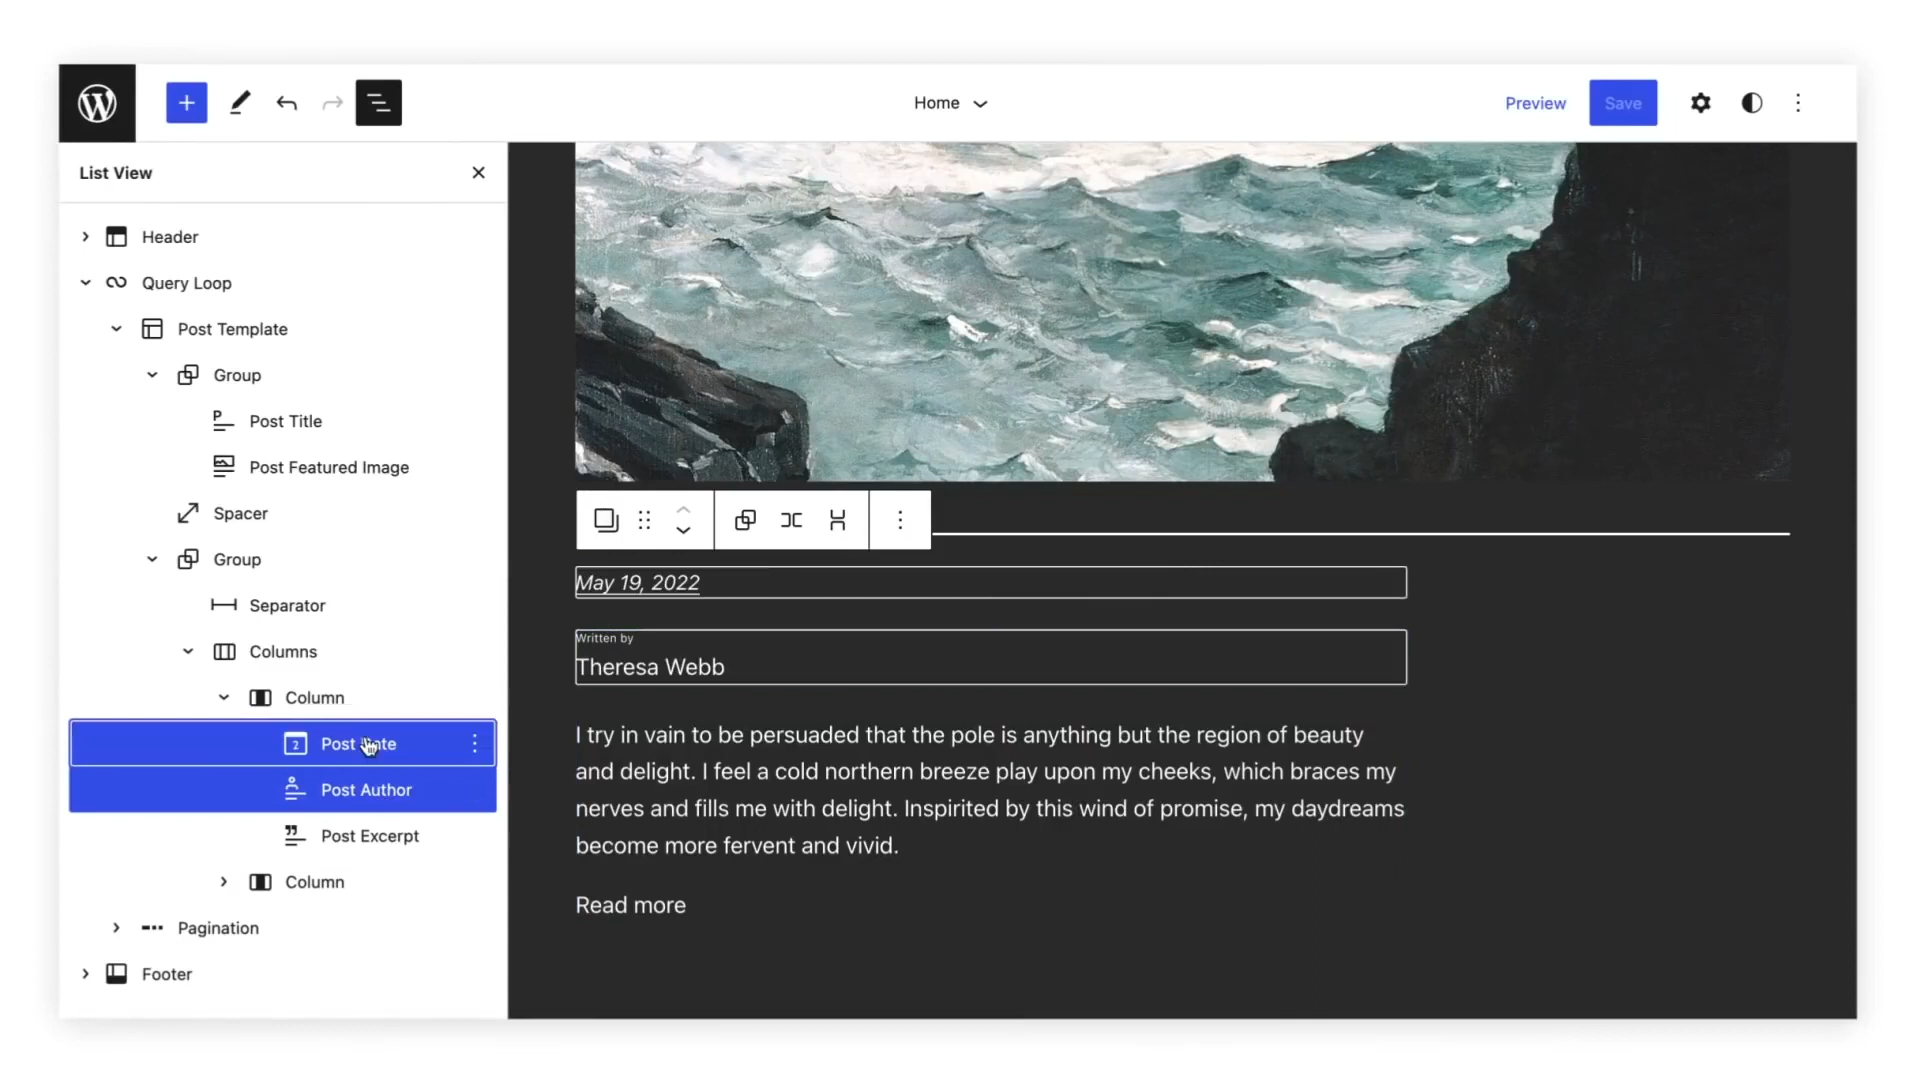 Home
Preview
Save
List View
Header
Query Loop
Post Template
Group
Post Title
Post Featured Image
Spacer
Group
Separator
Columns
Column
Post
Post Author
Post Excerpt
Column
Pagination
Footer
May 19, 2022
Written by
Theresa Webb
I try in vain to be persuaded that the pole is anything but the region of beauty
and delight. I feel a cold northern breeze play upon my cheeks, which braces my
nerves and fills me with delight. Inspirited by this wind of promise, my daydreams
become more fervent and vivid.
Read more